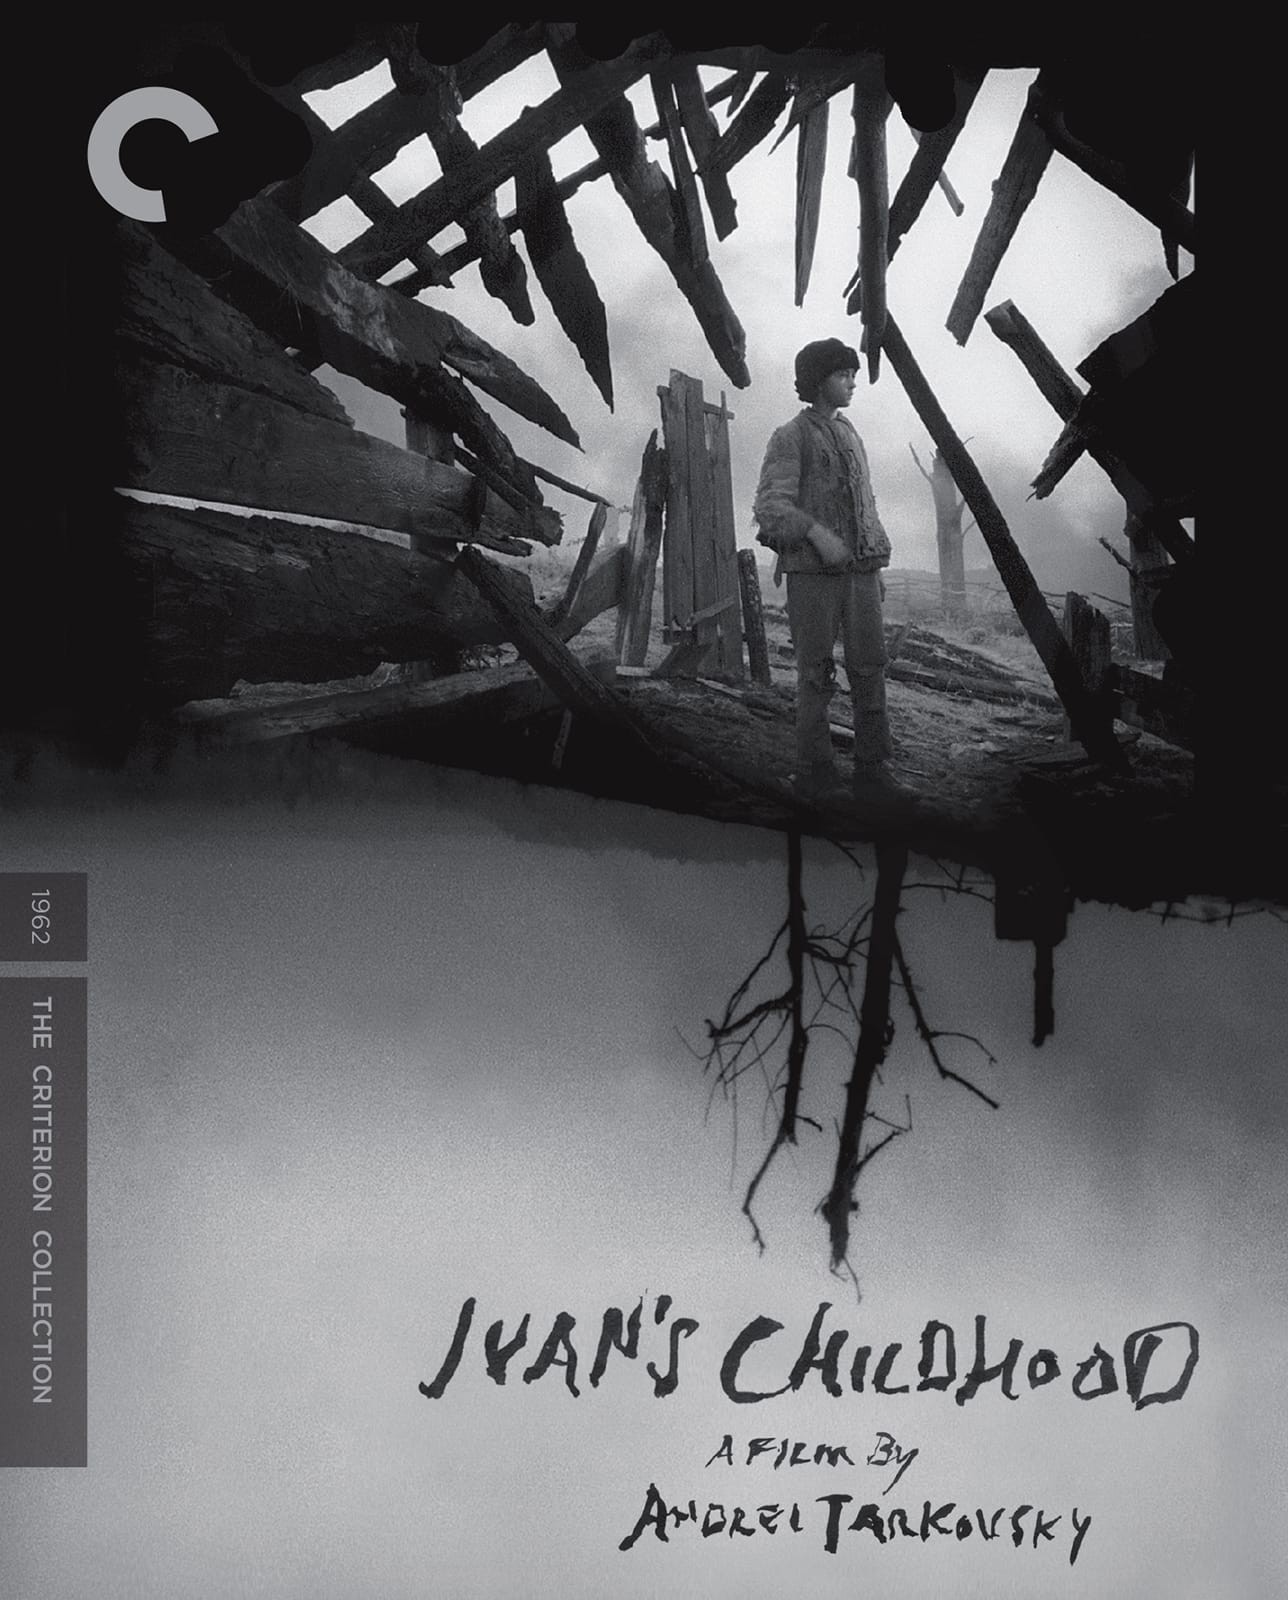 1962
THE CRITERION COLLECTION
IVAN'S CHILDHOOD
A FILM BY
ANDREI TARKOVSKY